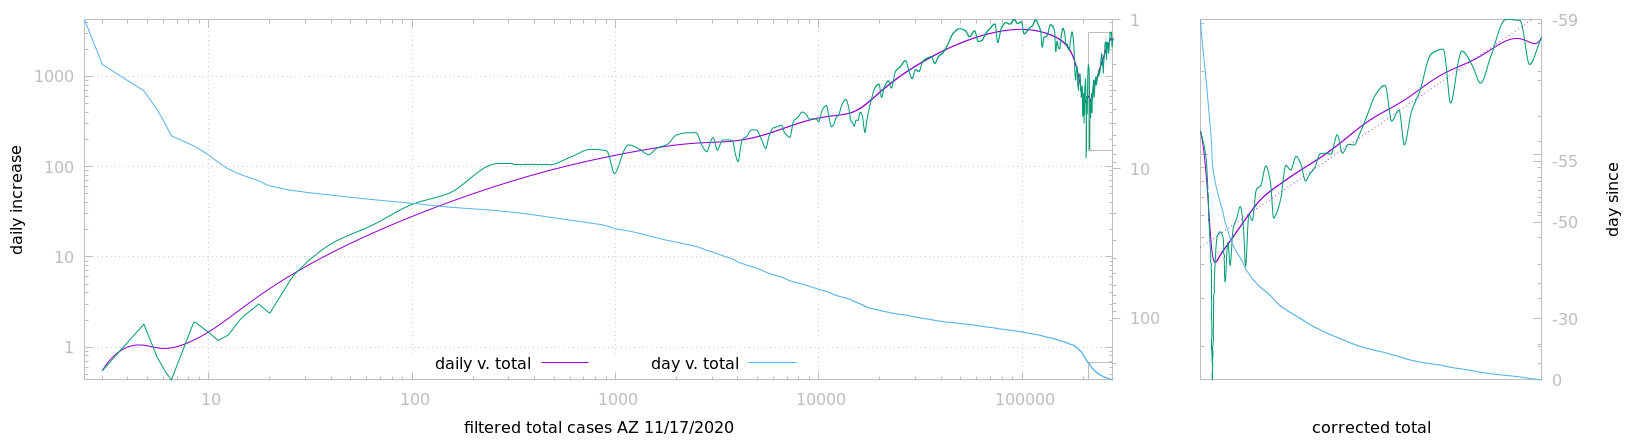 1000
100
10
1
daily increase
daily v. total
day v. total
10
100
1000
10000
100000
filtered total cases AZ 11/17/2020
1
10
100
-59
-55
-50
-30
0
day since
corrected total